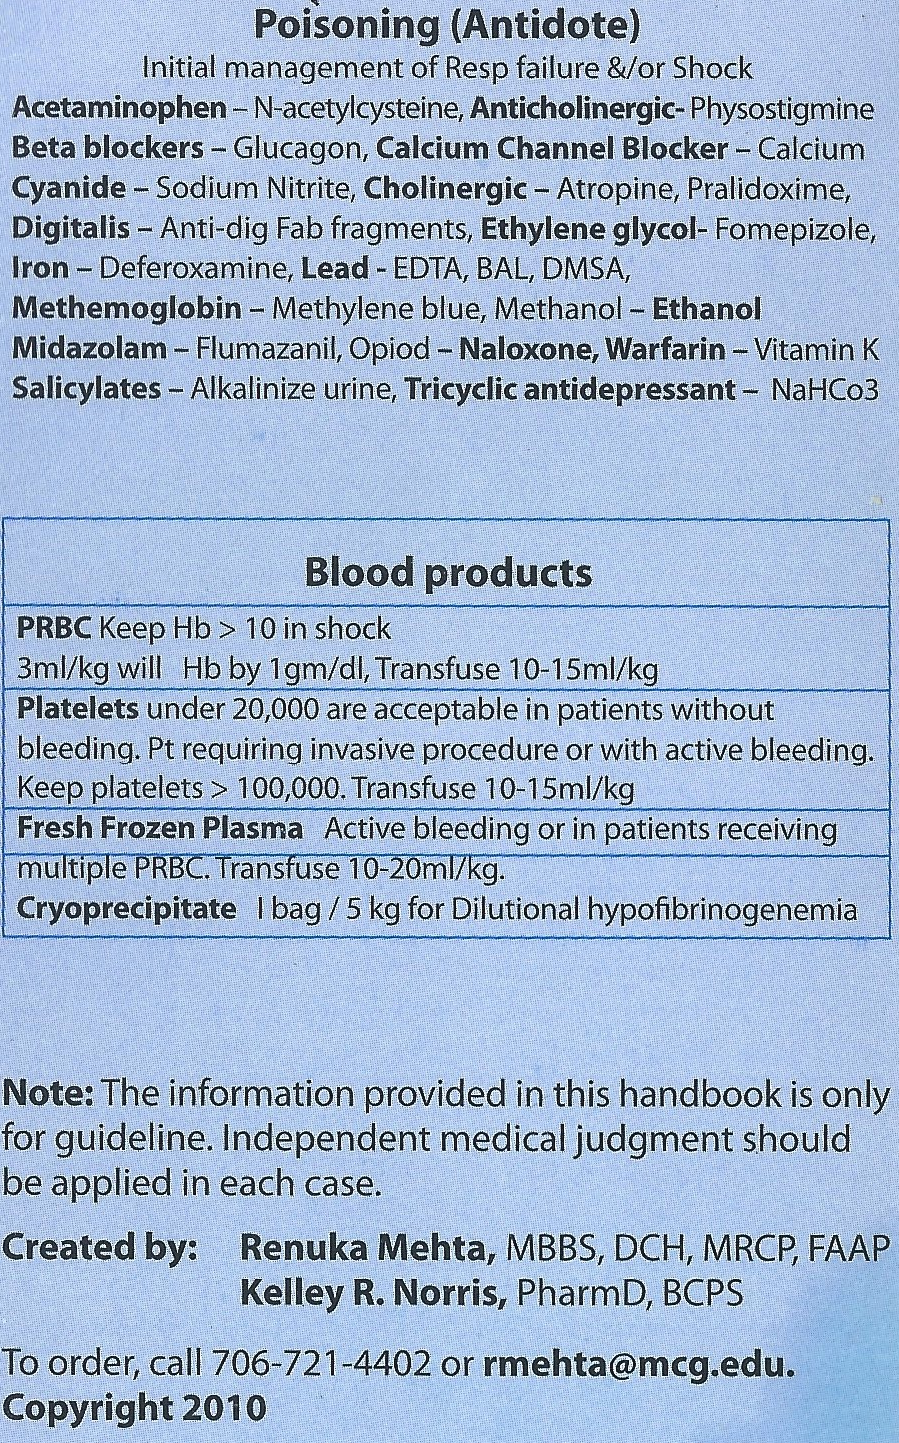 Poisoning (Antidote)
Initial management of Resp failure &/or Shock
Acetaminophen – N-acetylcysteine, Anticholinergic- Physostigmine
Beta blockers – Glucagon, Calcium Channel Blocker – Calcium
Cyanide – Sodium Nitrite, Cholinergic – Atropine, Pralidoxime,
Digitalis – Anti-dig Fab fragments, Ethylene glycol- Fomepizole,
Iron – Deferoxamine, Lead - EDTA, BAL, DMSA,
Methemoglobin – Methylene blue, Methanol – Ethanol
Midazolam – Flumazanil, Opiod – Naloxone, Warfarin – Vitamin K
Salicylates – Alkalinize urine, Tricyclic antidepressant – NaHCo3
Blood products
PRBC Keep Hb > 10 in shock
3ml/kg will Hb by 1gm/dl, Transfuse 10-15ml/kg
Platelets under 20,000 are acceptable in patients without
bleeding. Pt requiring invasive procedure or with active bleeding.
Keep platelets > 100,000. Transfuse 10-15ml/kg
Fresh Frozen Plasma Active bleeding or in patients receiving
multiple PRBC. Transfuse 10-20ml/kg.
Cryoprecipitate I bag / 5 kg for Dilutional hypofibrinogenemia
Note: The information provided in this handbook is only
for guideline. Independent medical judgment should
be applied in each case.
Created by: Renuka Mehta, MBBS, DCH, MRCP, FAAP
Kelley R. Norris, PharmD, BCPS
To order, call 706-721-4402 or rmehta@mcg.edu.
Copyright 2010